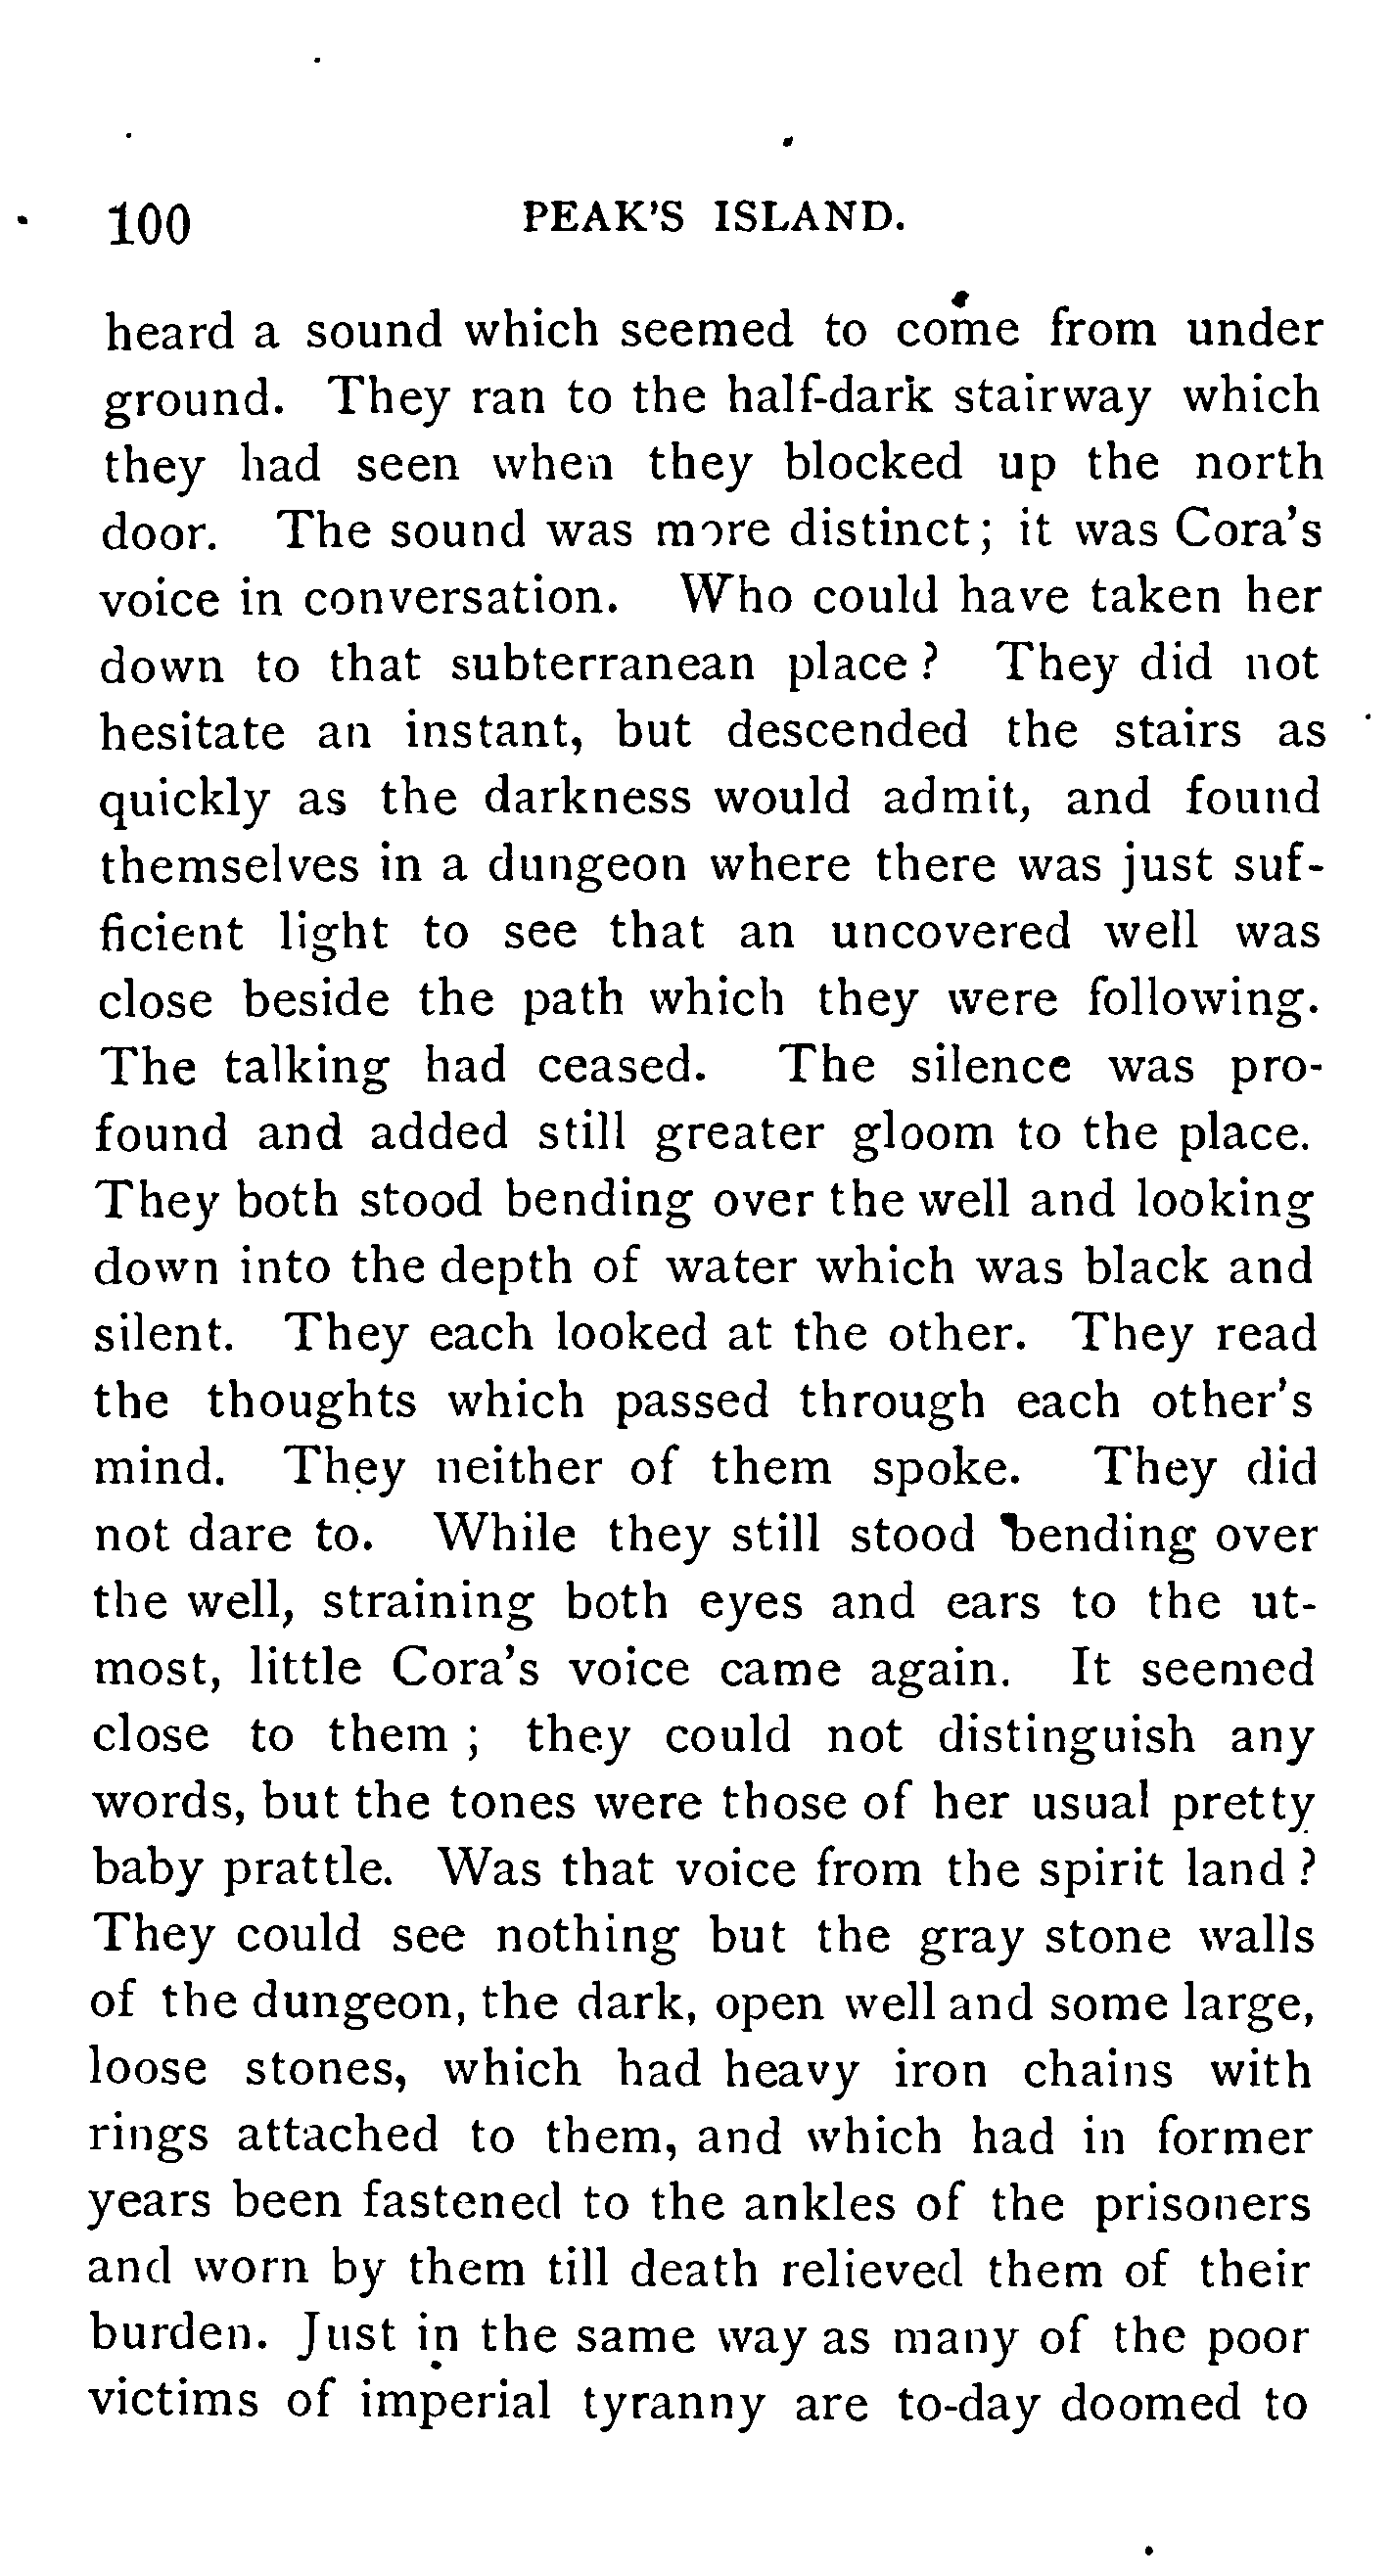 100 PEAK'S ISLAND.
heard a sound which seemed to come from under
ground. They ran to the half-dark stairway which
they had seen when they blocked up the north
door. The sound was more distinct; it was Cora's
voice in conversation. Who could have taken her
down to that subterranean place? They did not
hesitate an instant, but descended the stairs as
quickly as the darkness would admit, and found
themselves in a dungeon where there was just suf-
ficient light to see that an uncovered well was
close beside the path which they were following.
The talking had ceased. The silence was pro-
found and added still greater gloom to the place.
They both stood bending over the well and looking
down into the depth of water which was black and
silent. They each looked at the other. They read
the thoughts which passed through each other's
mind. They neither of them spoke. They did
not dare to. While they still stood bending over
the well, straining both eyes and ears to the ut-
most, little Cora's voice came again. It seemed
close to them; they could not distinguish any
words, but the tones were those of her usual pretty
baby prattle. Was that voice from the spirit land?
They could see nothing but the gray stone walls
of the dungeon, the dark, open well and some large,
loose stones, which had heavy iron chains with
rings attached to them, and which had in former
years been fastened to the ankles of the prisoners
and worn by them till death relieved them of their
burden. Just in the same way as many of the poor
victims of imperial tyranny are to-day doomed to